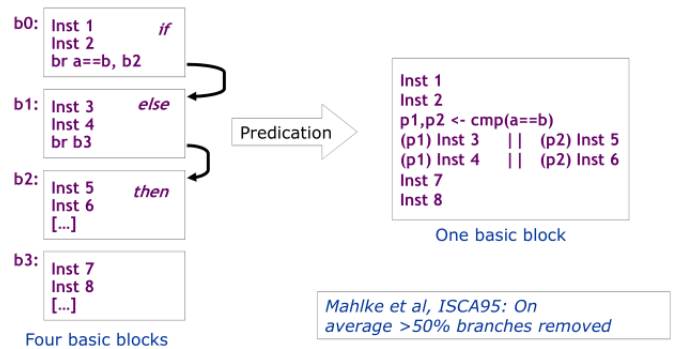 b0:
Inst 1
if
Inst 2
br a==b, b2
b1:
Inst 3
else
Inst 4
br b3
b2:
Inst 5
then
Inst 6
[...]
b3:
Inst 7
Inst 8
[...]
Four basic blocks
Predication
Inst 1
Inst 2
p1,p2 <- cmp(a==b)
(p1) Inst 3 || (p2) Inst 5
(p1) Inst 4 || (p2) Inst 6
Inst 7
Inst 8
One basic block
Mahlke et al, ISCA95: On
average >50% branches removed